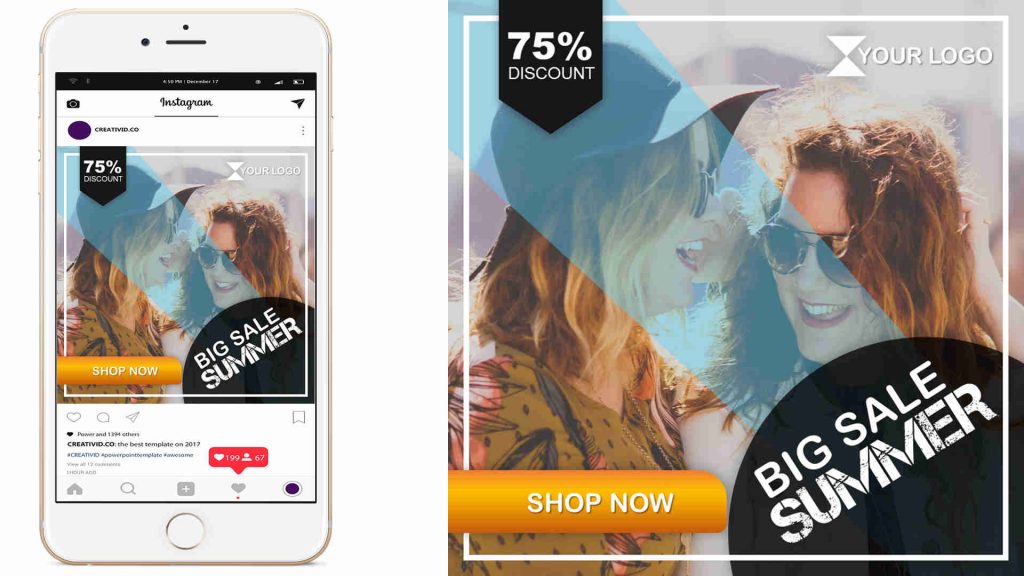 4:50 PM | December 17
Instagram
CREATIVID.CO
75%
DISCOUNT
YOUR LOGO
BIG SALE
SUMMER
SHOP NOW
Power and 1394 others
CREATIVID.CO: the best template on 2017
#CREATIVID #powerpointtemplate #awesome
View all 12 comments
1 HOUR AGO
199 67
75%
DISCOUNT
YOUR LOGO
BIG SALE
SUMMER
SHOP NOW